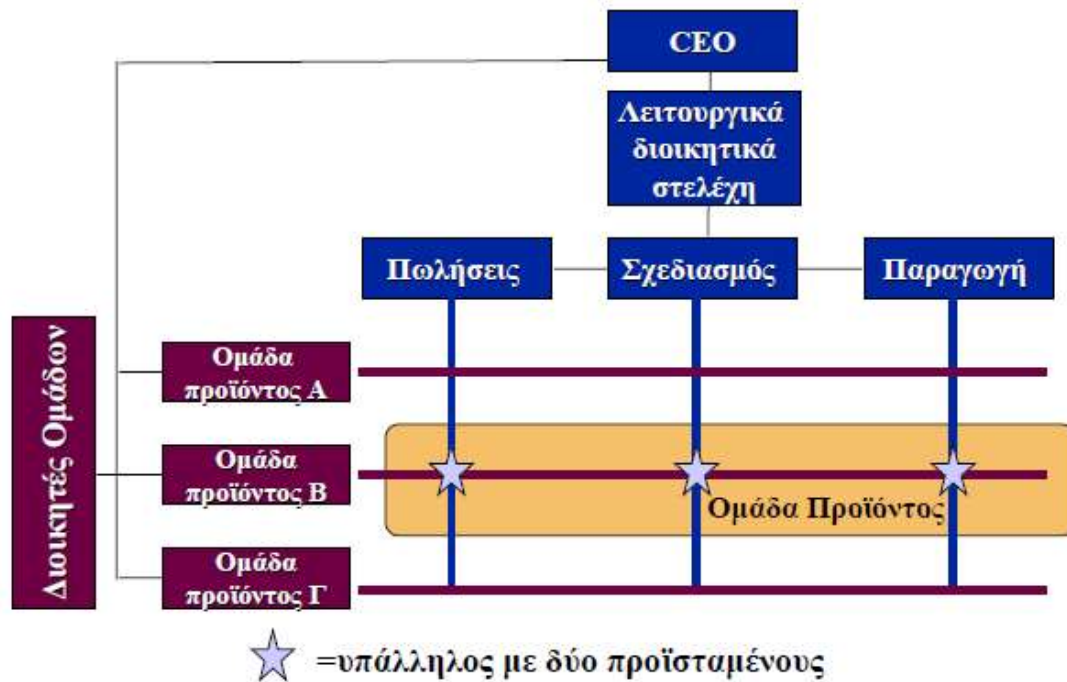 CEO
Λειτουργικά
διοικητικά
στελέχη
Πωλήσεις
Σχεδιασμός
Παραγωγή
Διοικητές Ομάδων
Ομάδα
προϊόντος Α
Ομάδα
προϊόντος Β
Ομάδα Προϊόντος
Ομάδα
προϊόντος Γ
=υπάλληλος με δύο προϊσταμένους